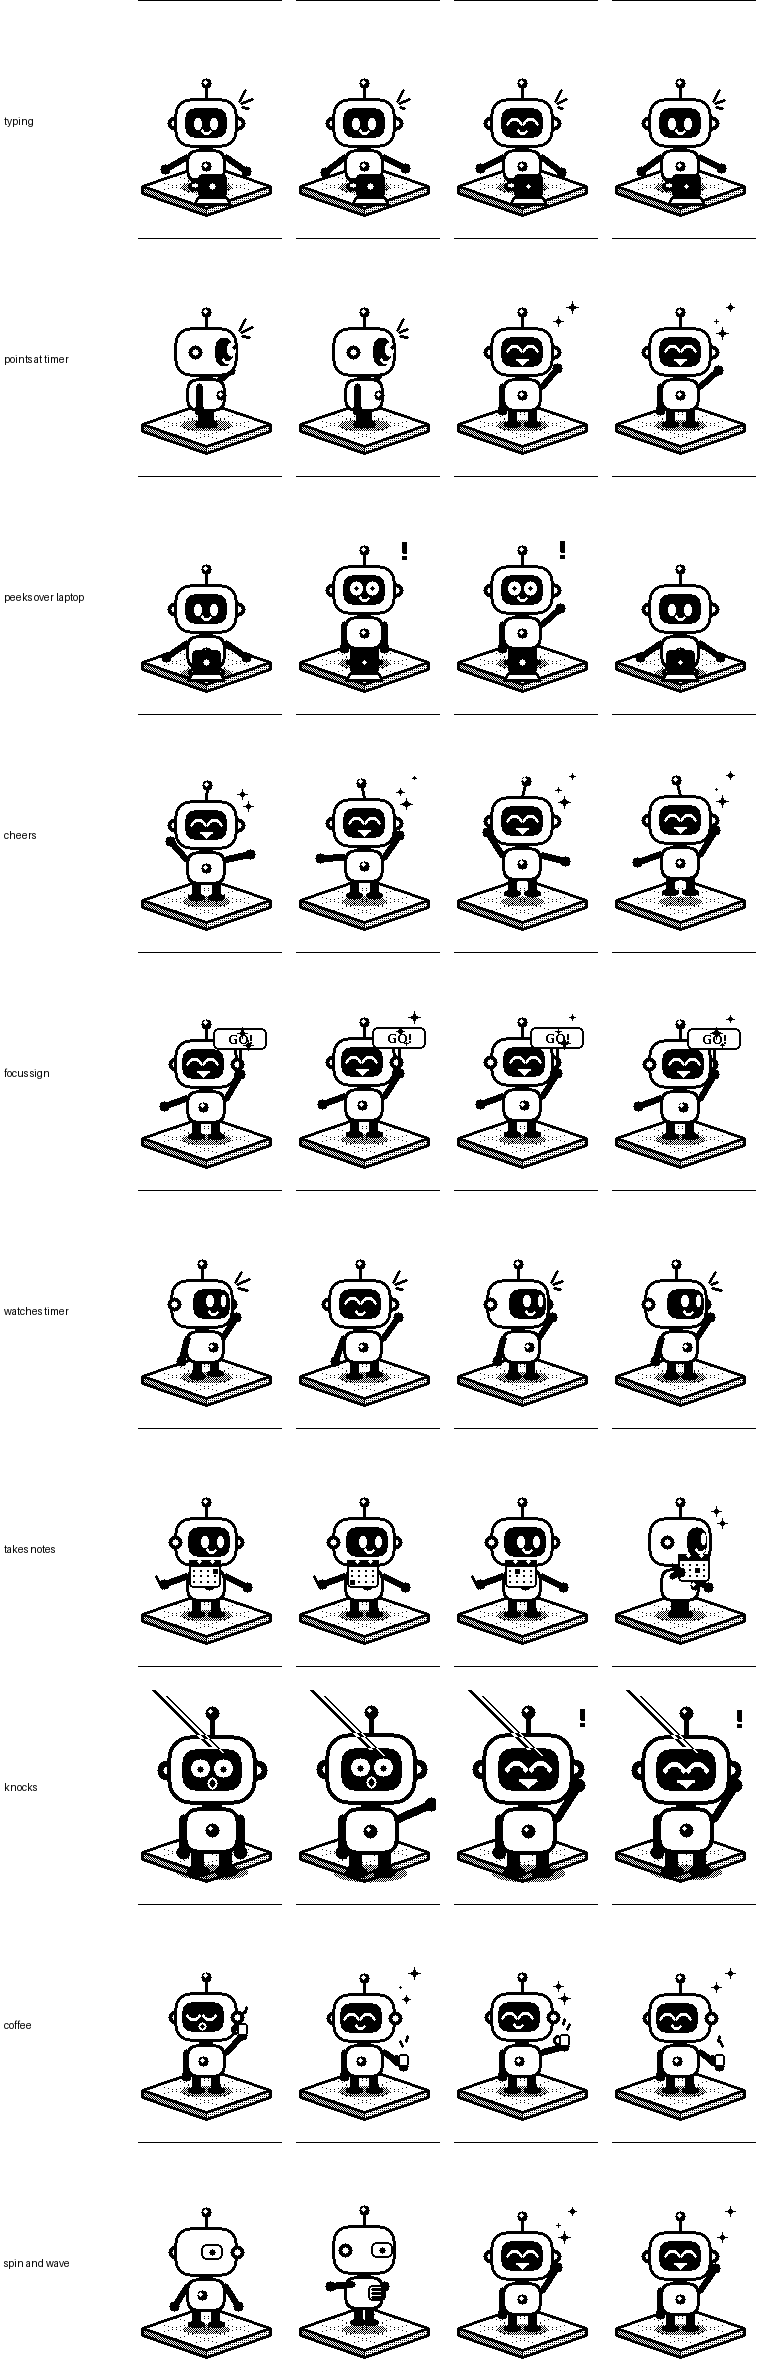 typing
points at timer
!
!
peeks over laptop
cheers
GO!
GO!
GO!
GO!
focus sign
watches timer
takes notes
!
!
knocks
coffee
spin and wave